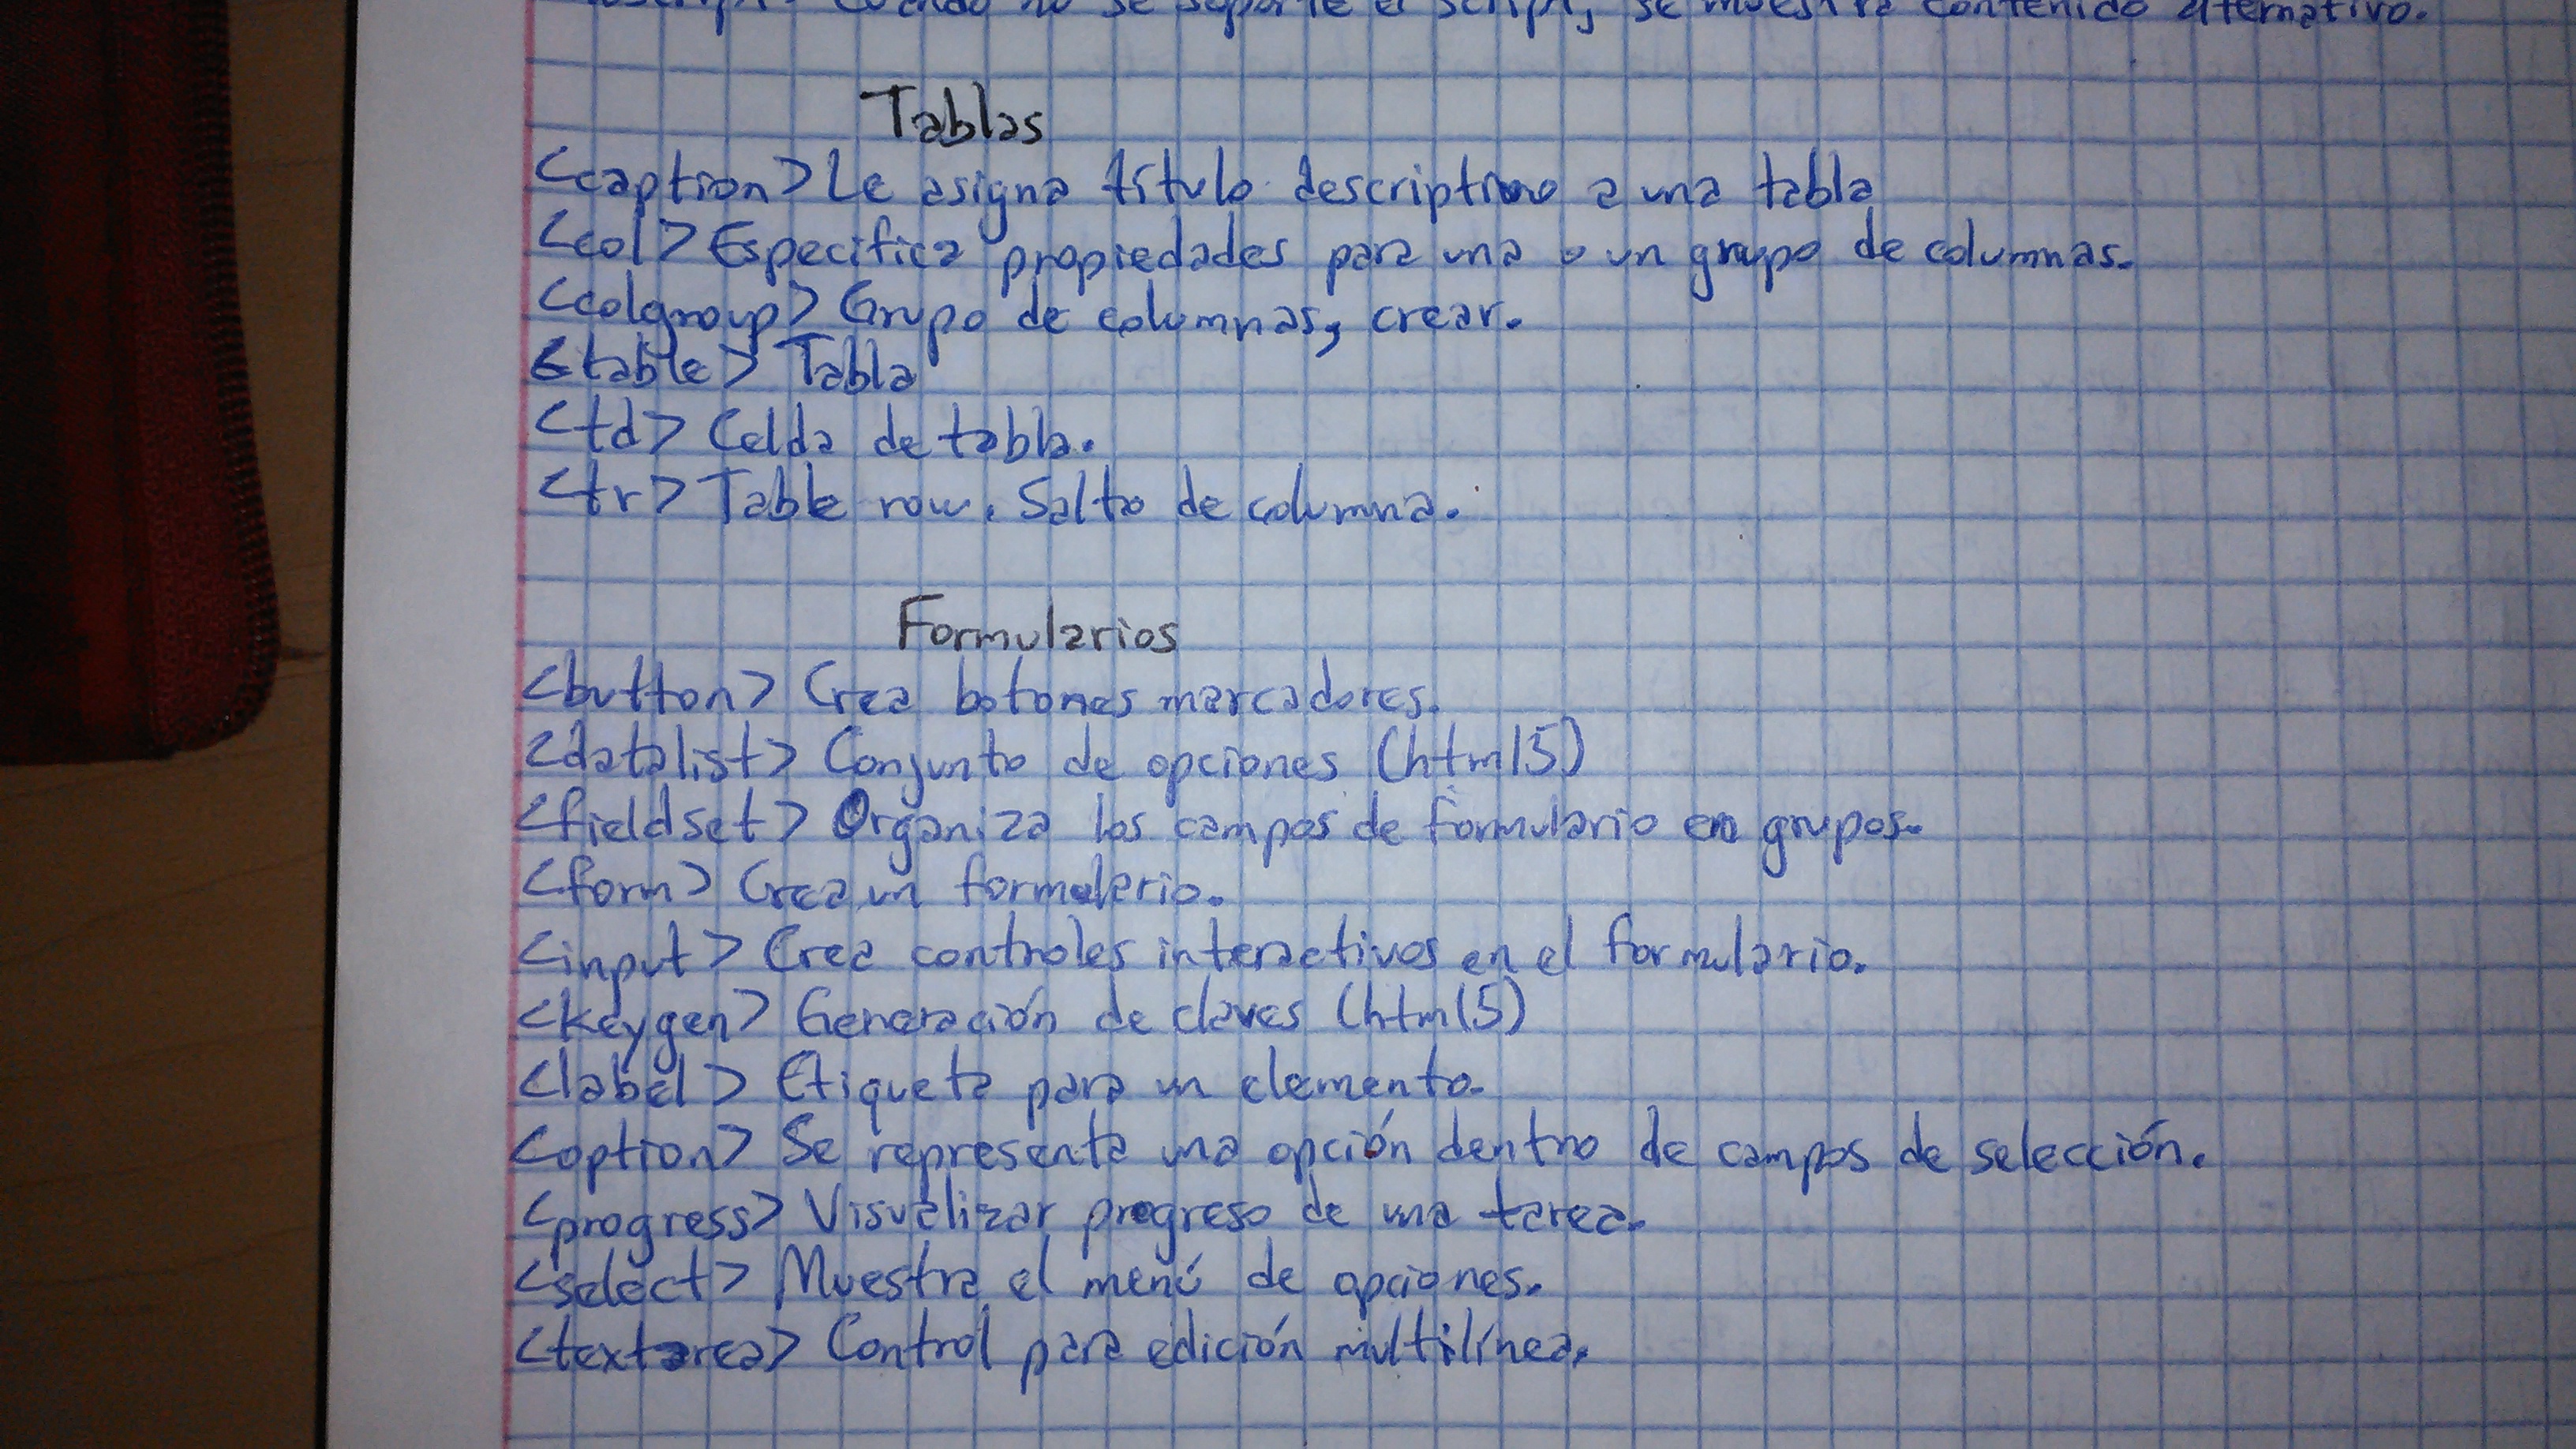 Cuando no se soporte el script, se muestra contenido alternativo.
Tablas
<caption> Le asigna título descriptivo a una tabla
<col> Especifica propiedades para una o un grupo de columnas.
<colgroup> Grupo de columnas, crear.
<table> Tabla
<td> Celda de tabla.
<tr> Table row. Salto de columna.
Formularios
<button> Crea botones marcadores.
<datalist> Conjunto de opciones (html5)
<fieldset> Organiza los campos de formulario en grupos.
<form> Crea un formulario.
<input> Crea controles interactivos en el formulario.
<keygen> Generación de claves (html5)
<label> Etiqueta para un elemento.
<option> Se representa una opción dentro de campos de selección.
<progress> Visualizar progreso de una tarea.
<select> Muestra el menú de opciones.
<textarea> Control para edición multilínea.